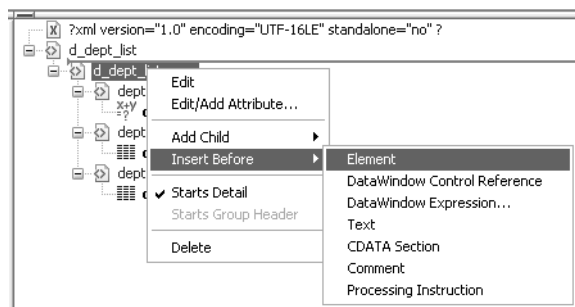 ?xml version="1.0" encoding="UTF-16LE" standalone="no" ?
d_dept_list
d_dept_li
dept
x+y
=?
dept
dept
Edit
Edit/Add Attribute...
Add Child
Insert Before
Starts Detail
Starts Group Header
Delete
Element
DataWindow Control Reference
DataWindow Expression...
Text
CDATA Section
Comment
Processing Instruction